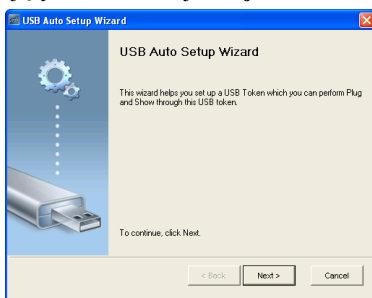 USB Auto Setup Wizard
USB Auto Setup Wizard
This wizard helps you set up a USB Token which you can perform Plug
and Show through this USB token.
To continue, click Next.
< Back
Next >
Cancel